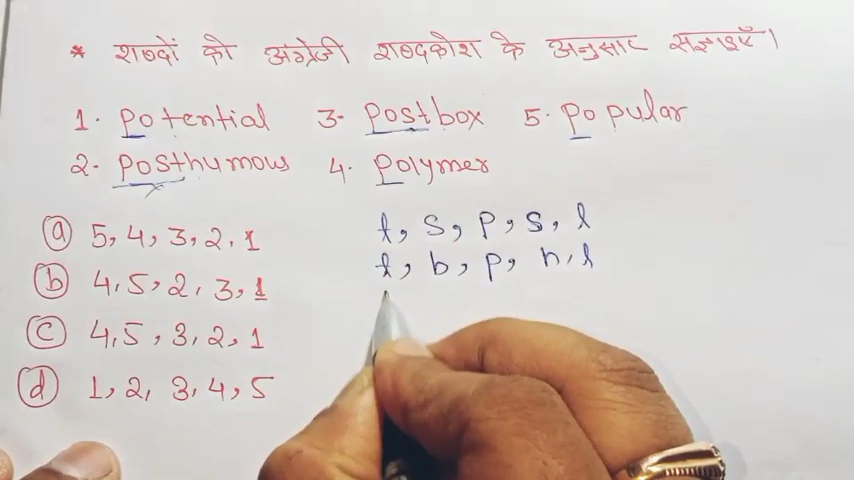 * शब्दों को अंग्रेजी शब्दकोश के अनुसार सजाइएँ।
1. Potential 3- Postbox 5. Popular
2- Posthumous 4. Polymer
ⓐ 5, 4, 3, 2, 1
ⓑ 4, 5, 2, 3, 1
ⓒ 4, 5, 3, 2, 1
ⓓ 1, 2, 3, 4, 5
t, s, p, s, l
t, b, p, h, l